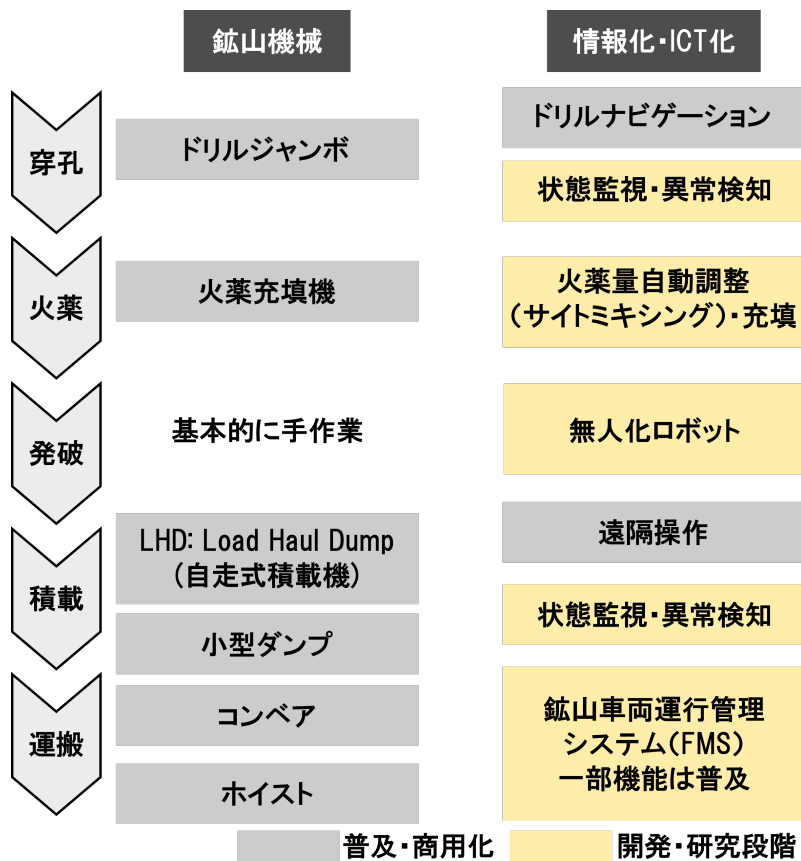 鉱山機械
情報化・ICT化
穿孔
ドリルジャンボ
ドリルナビゲーション
状態監視・異常検知
火薬
火薬充填機
火薬量自動調整
（サイトミキシング）・充填
発破
基本的に手作業
無人化ロボット
積載
LHD: Load Haul Dump
（自走式積載機）
小型ダンプ
遠隔操作
状態監視・異常検知
運搬
コンベア
ホイスト
鉱山車両運行管理
システム（FMS）
一部機能は普及
普及・商用化
開発・研究段階